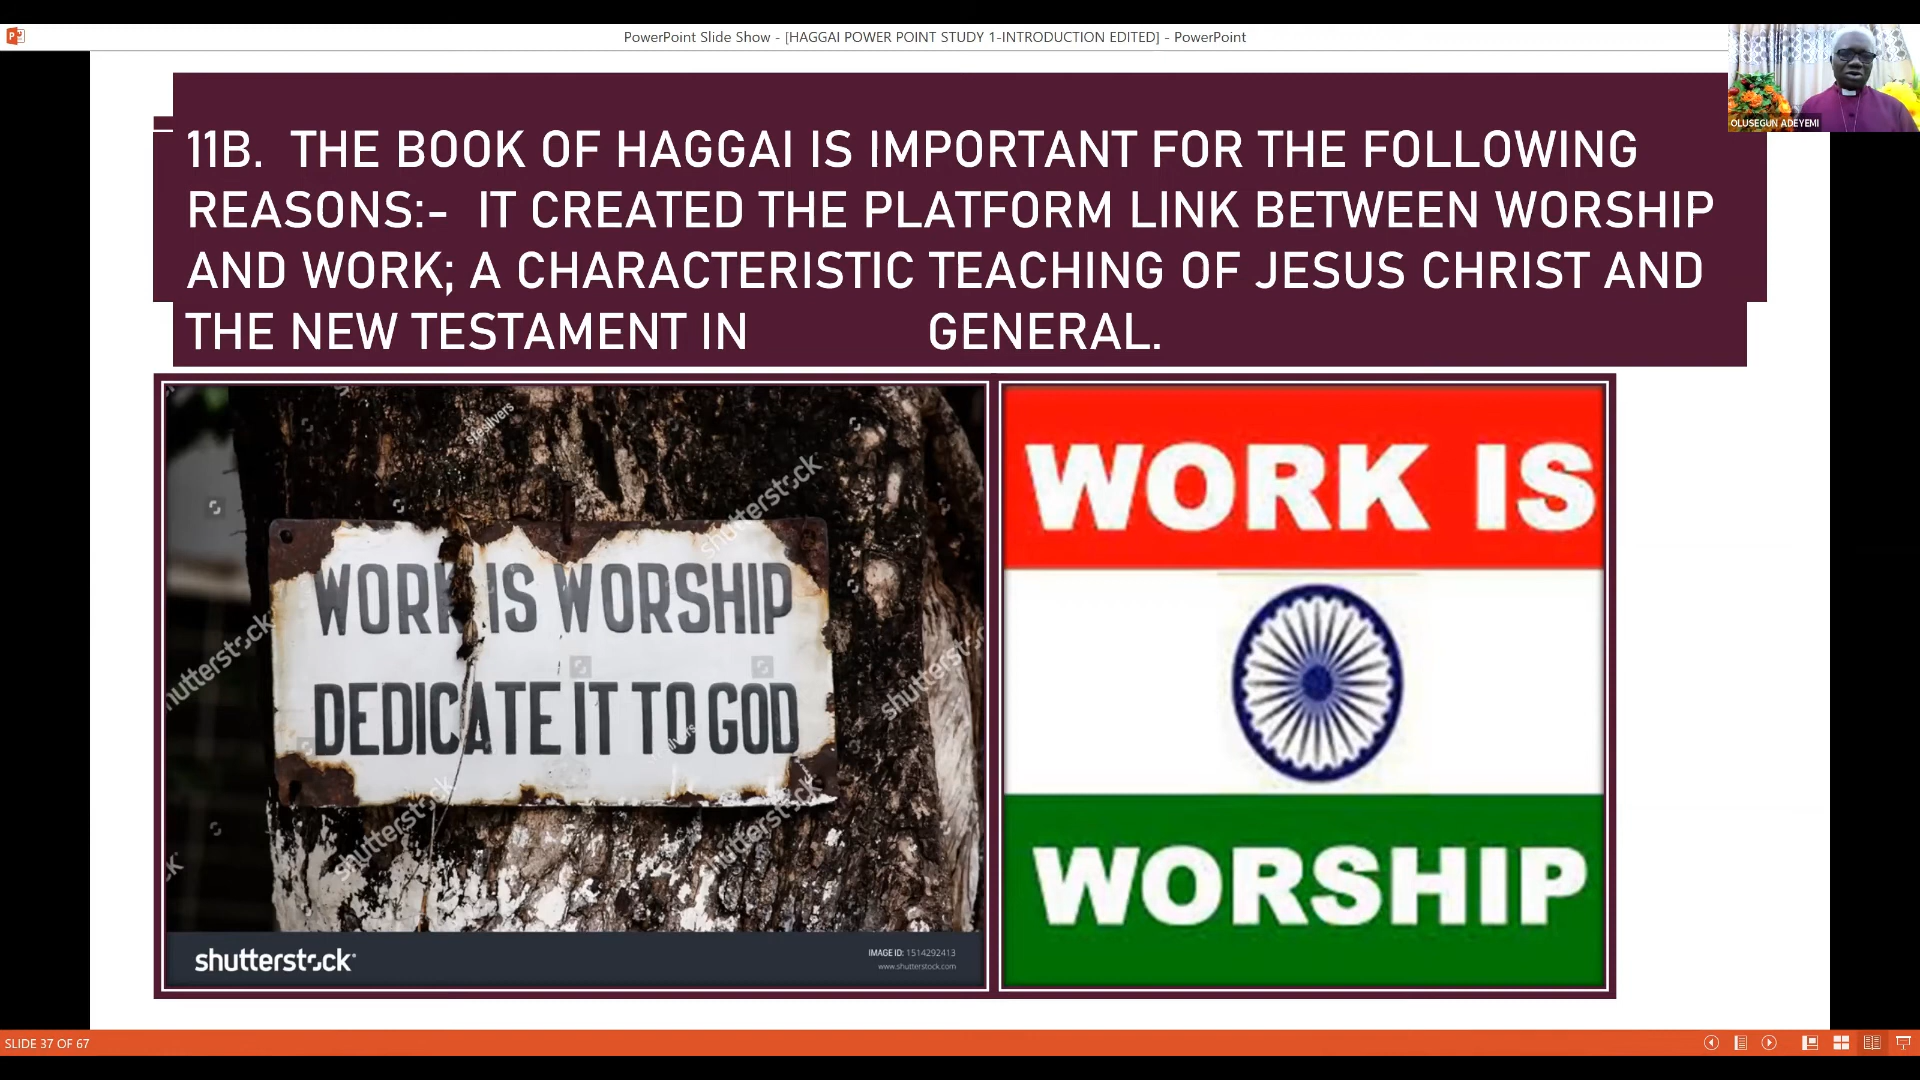 PowerPoint Slide Show - [HAGGAI POWER POINT STUDY 1-INTRODUCTION EDITED] - PowerPoint
OLUSEGUN ADEYEMI
11B. THE BOOK OF HAGGAI IS IMPORTANT FOR THE FOLLOWING
REASONS:- IT CREATED THE PLATFORM LINK BETWEEN WORSHIP
AND WORK; A CHARACTERISTIC TEACHING OF JESUS CHRIST AND
THE NEW TESTAMENT IN GENERAL.
WORK IS WORSHIP
DEDICATE IT TO GOD
stesilvers
shutterstock
shutterstock
shutterstock
shutterstock
shutterstock
shutterstock
IMAGE ID: 1514292413
www.shutterstock.com
WORK IS
WORSHIP
SLIDE 37 OF 67